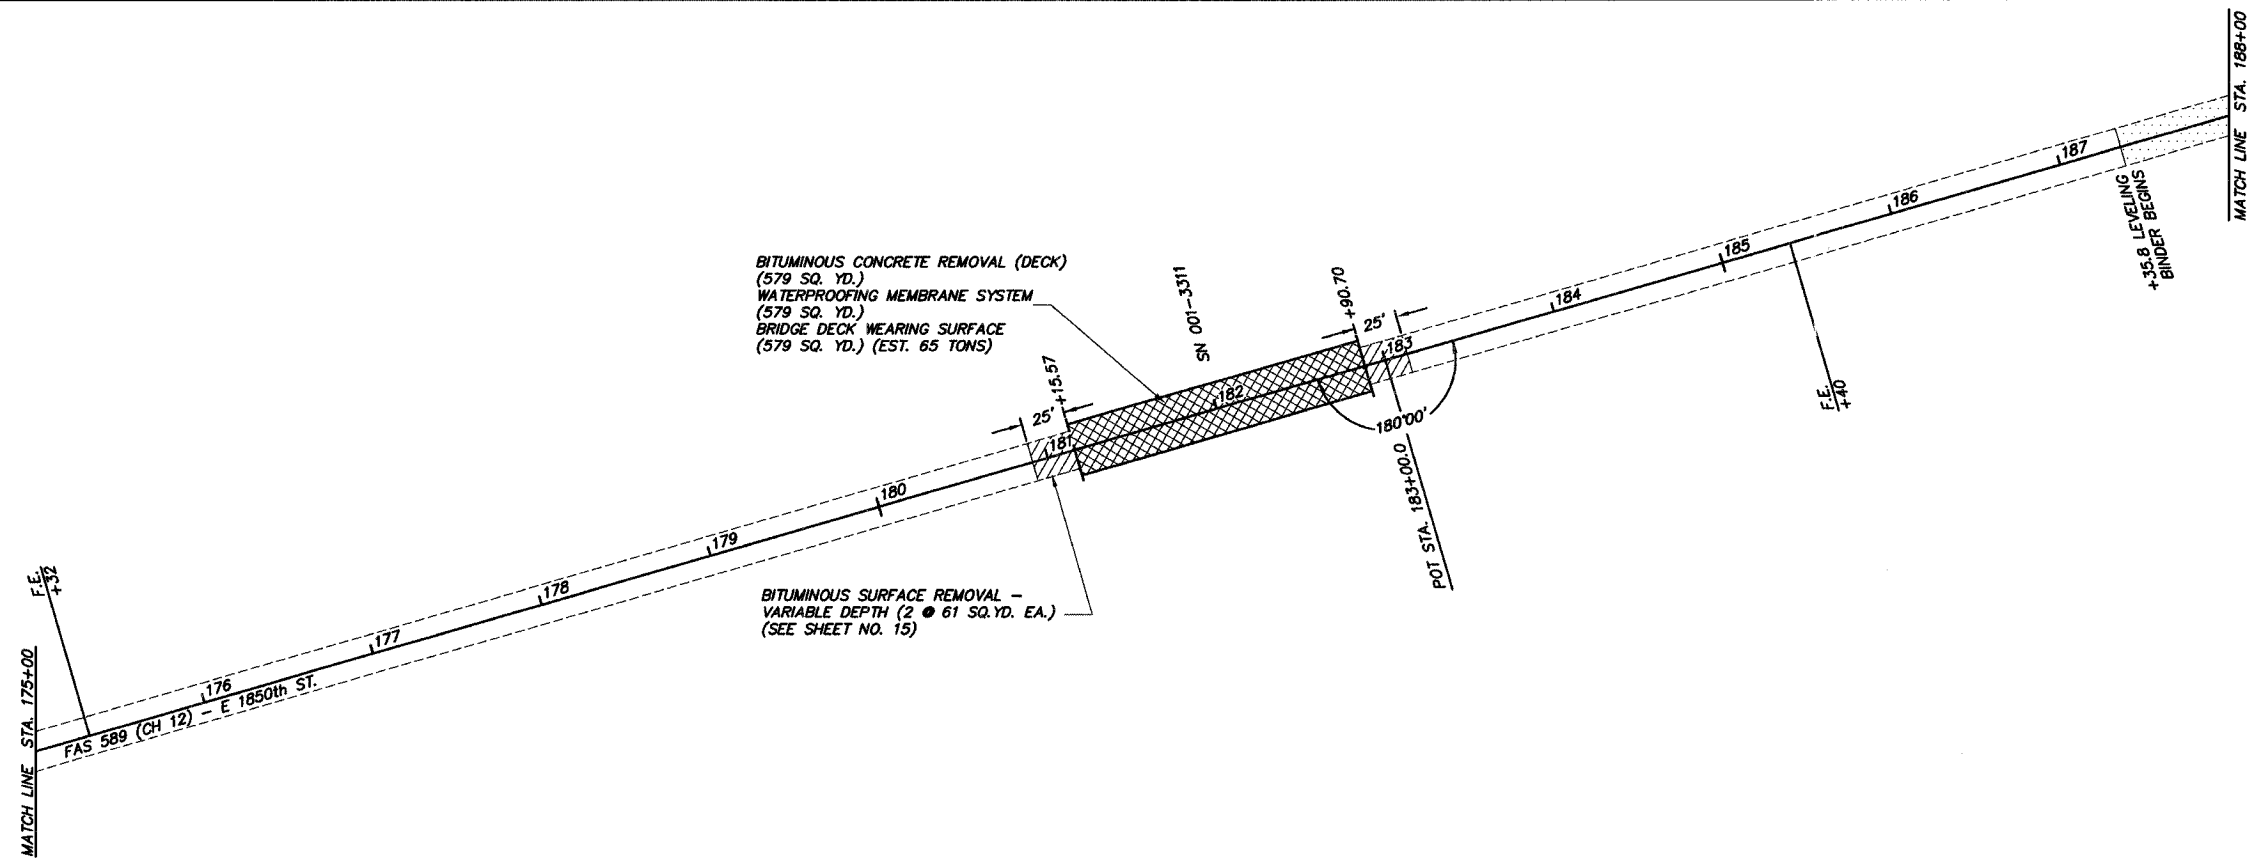 MATCH LINE STA. 175+00
F.E.
+32
FAS 589 (CH 12) - E 1850th ST.
176
177
178
179
180
181
182
183
184
185
186
187
BITUMINOUS CONCRETE REMOVAL (DECK)
(579 SQ. YD.)
WATERPROOFING MEMBRANE SYSTEM
(579 SQ. YD.)
BRIDGE DECK WEARING SURFACE
(579 SQ. YD.) (EST. 65 TONS)
25'
+15.57
SN 001-3311
+90.70
25'
180°00'
POT STA. 183+00.0
BITUMINOUS SURFACE REMOVAL -
VARIABLE DEPTH (2 @ 61 SQ.YD. EA.)
(SEE SHEET NO. 15)
F.E.
+40
+35.8 LEVELING
BINDER BEGINS
MATCH LINE STA. 188+00